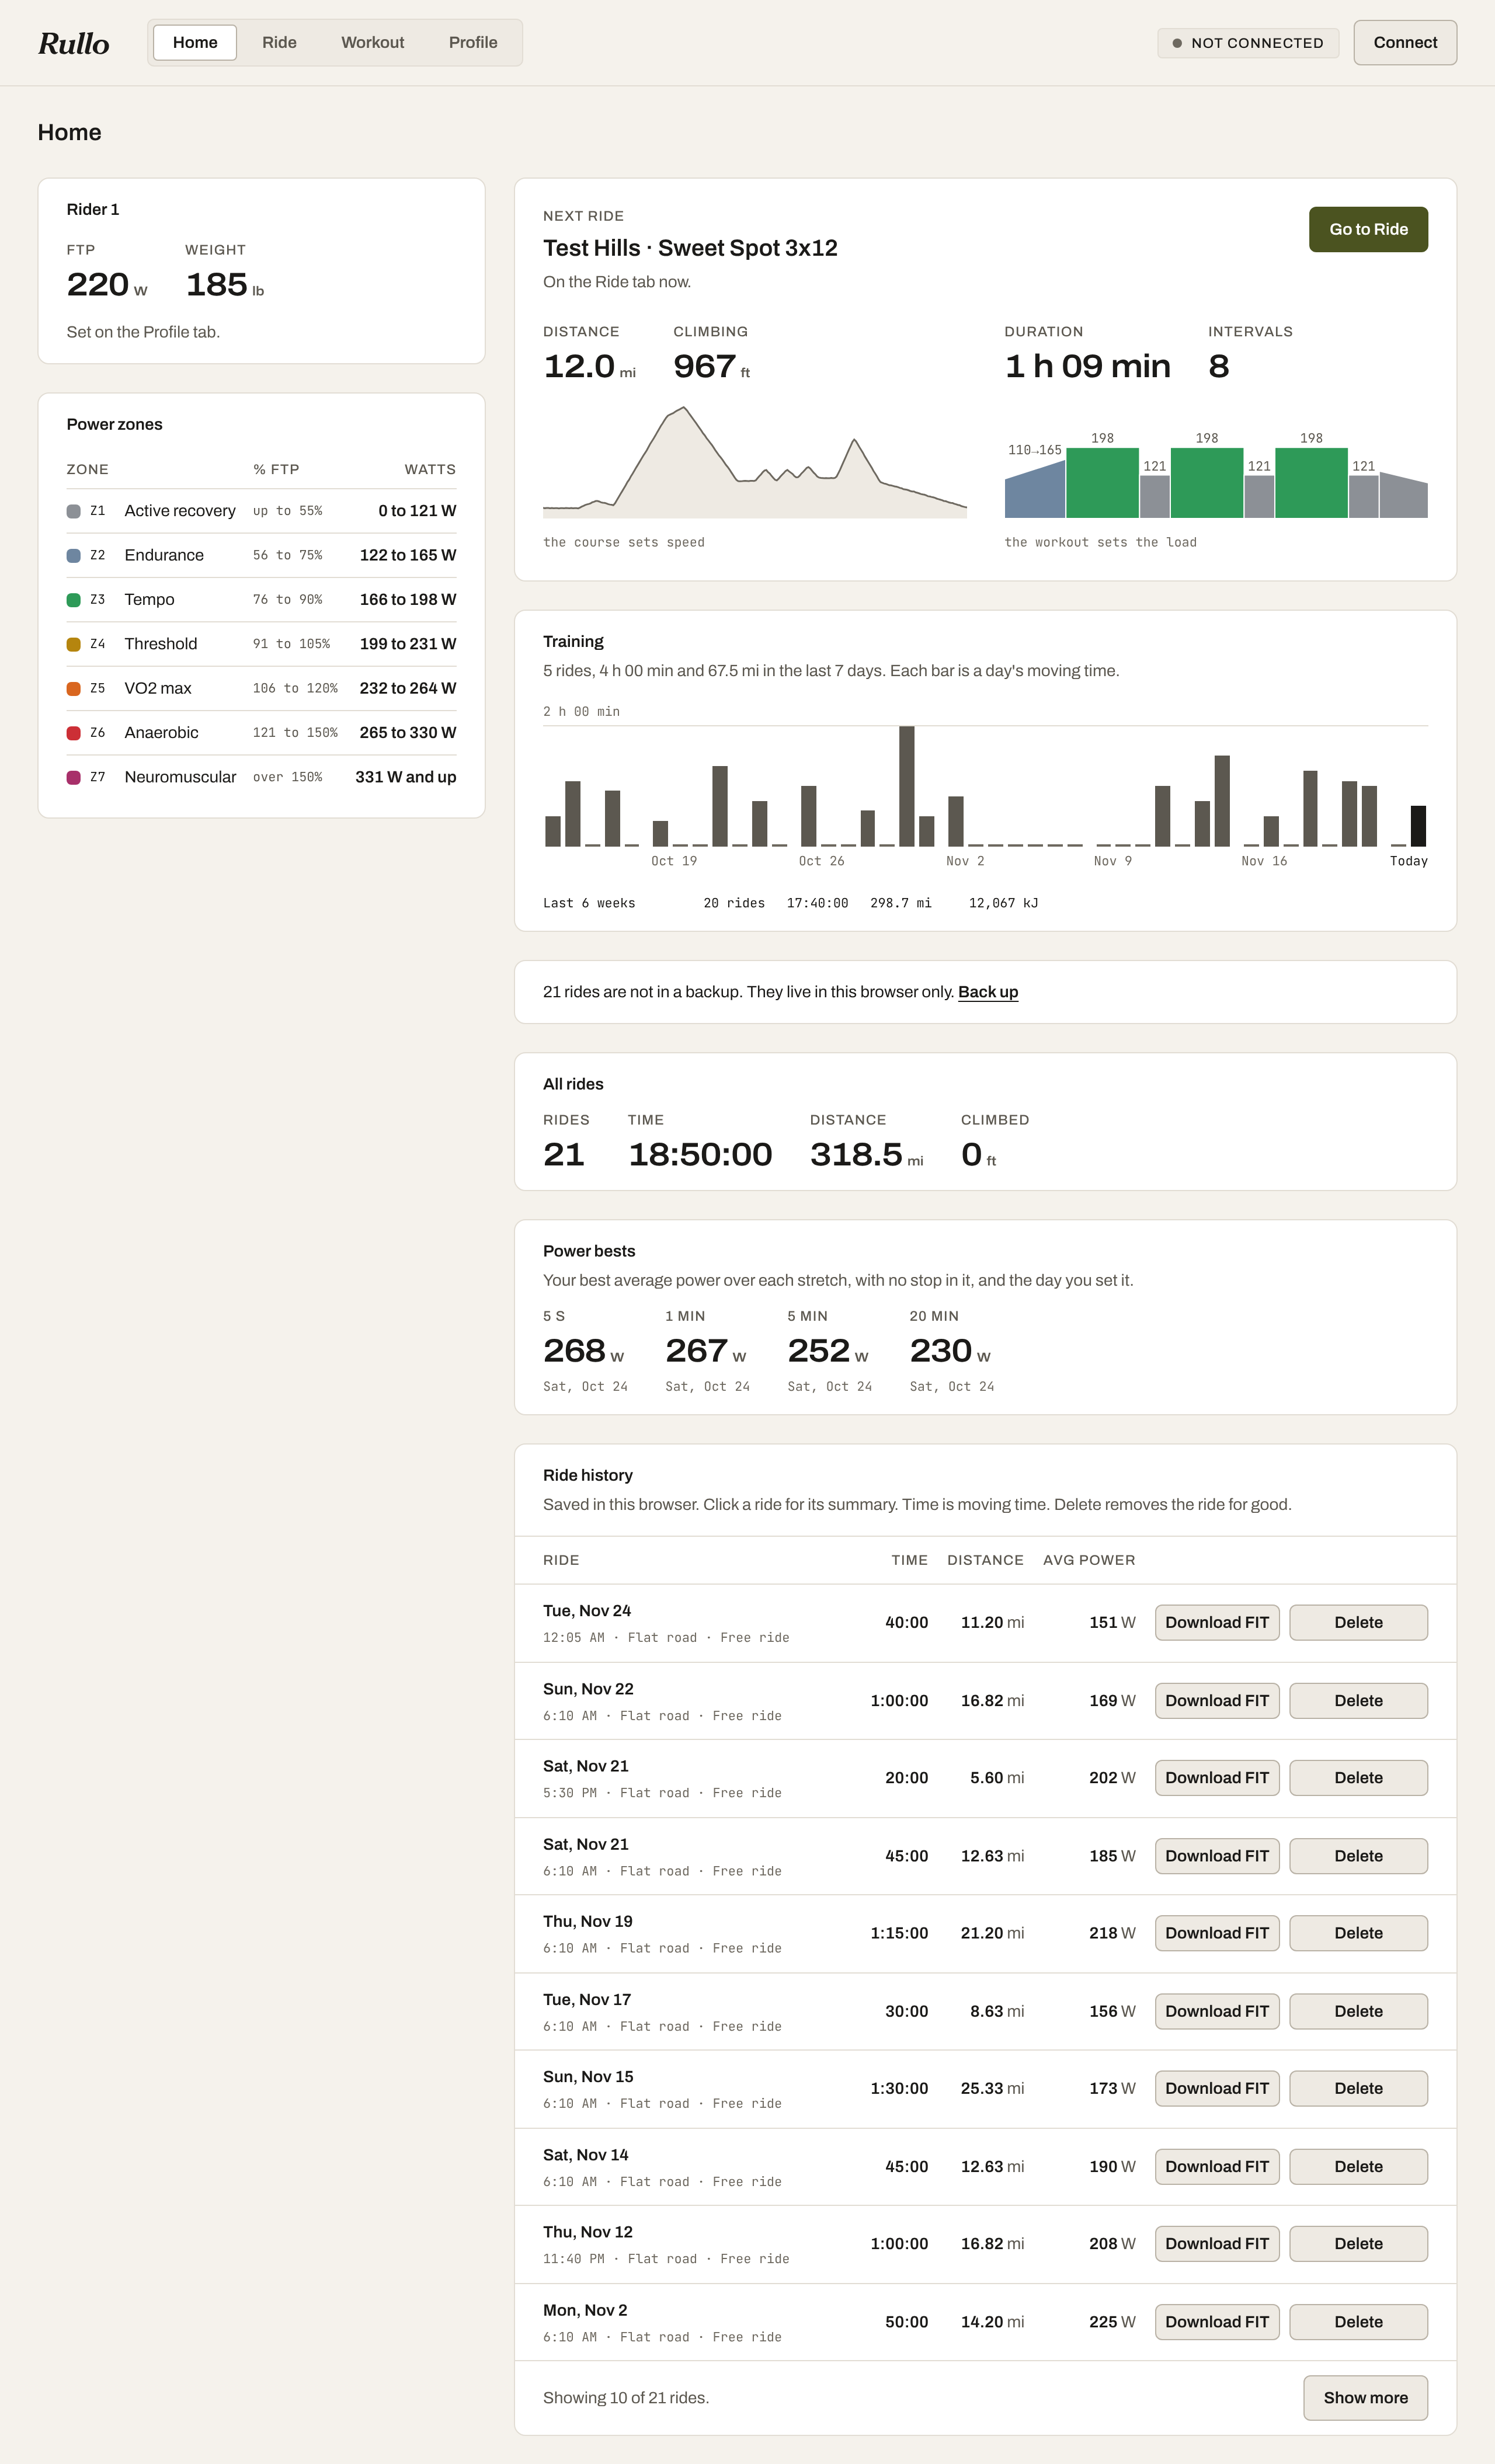 Rullo
Home Ride Workout Profile
NOT CONNECTED Connect
Home
Rider 1
FTP WEIGHT
220 W 185 lb
Set on the Profile tab.
Power zones
ZONE % FTP WATTS
Z1 Active recovery up to 55% 0 to 121 W
Z2 Endurance 56 to 75% 122 to 165 W
Z3 Tempo 76 to 90% 166 to 198 W
Z4 Threshold 91 to 105% 199 to 231 W
Z5 VO2 max 106 to 120% 232 to 264 W
Z6 Anaerobic 121 to 150% 265 to 330 W
Z7 Neuromuscular over 150% 331 W and up
NEXT RIDE
Test Hills · Sweet Spot 3x12
On the Ride tab now.
Go to Ride
DISTANCE CLIMBING DURATION INTERVALS
12.0 mi 967 ft 1 h 09 min 8
110→165 198 121 198 121 198 121
the course sets speed the workout sets the load
Training
5 rides, 4 h 00 min and 67.5 mi in the last 7 days. Each bar is a day's moving time.
2 h 00 min
Oct 19 Oct 26 Nov 2 Nov 9 Nov 16 Today
Last 6 weeks 20 rides 17:40:00 298.7 mi 12,067 kJ
21 rides are not in a backup. They live in this browser only. Back up
All rides
RIDES TIME DISTANCE CLIMBED
21 18:50:00 318.5 mi 0 ft
Power bests
Your best average power over each stretch, with no stop in it, and the day you set it.
5 S 1 MIN 5 MIN 20 MIN
268 W 267 W 252 W 230 W
Sat, Oct 24 Sat, Oct 24 Sat, Oct 24 Sat, Oct 24
Ride history
Saved in this browser. Click a ride for its summary. Time is moving time. Delete removes the ride for good.
RIDE TIME DISTANCE AVG POWER
Tue, Nov 24
12:05 AM · Flat road · Free ride
40:00 11.20 mi 151 W Download FIT Delete
Sun, Nov 22
6:10 AM · Flat road · Free ride
1:00:00 16.82 mi 169 W Download FIT Delete
Sat, Nov 21
5:30 PM · Flat road · Free ride
20:00 5.60 mi 202 W Download FIT Delete
Sat, Nov 21
6:10 AM · Flat road · Free ride
45:00 12.63 mi 185 W Download FIT Delete
Thu, Nov 19
6:10 AM · Flat road · Free ride
1:15:00 21.20 mi 218 W Download FIT Delete
Tue, Nov 17
6:10 AM · Flat road · Free ride
30:00 8.63 mi 156 W Download FIT Delete
Sun, Nov 15
6:10 AM · Flat road · Free ride
1:30:00 25.33 mi 173 W Download FIT Delete
Sat, Nov 14
6:10 AM · Flat road · Free ride
45:00 12.63 mi 190 W Download FIT Delete
Thu, Nov 12
11:40 PM · Flat road · Free ride
1:00:00 16.82 mi 208 W Download FIT Delete
Mon, Nov 2
6:10 AM · Flat road · Free ride
50:00 14.20 mi 225 W Download FIT Delete
Showing 10 of 21 rides. Show more